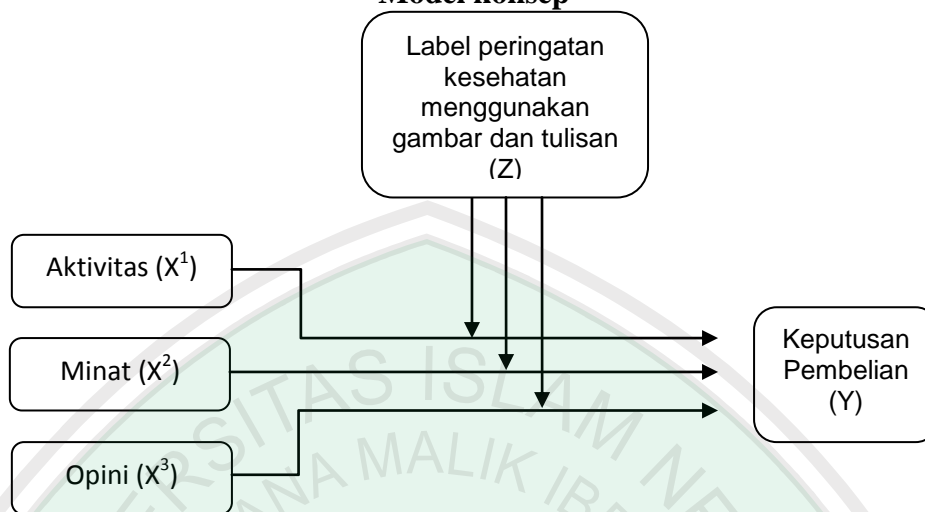 Model konsep
Label peringatan
kesehatan
menggunakan
gambar dan tulisan
(Z)
Aktivitas (X¹)
Minat (X²)
Opini (X³)
Keputusan
Pembelian
(Y)